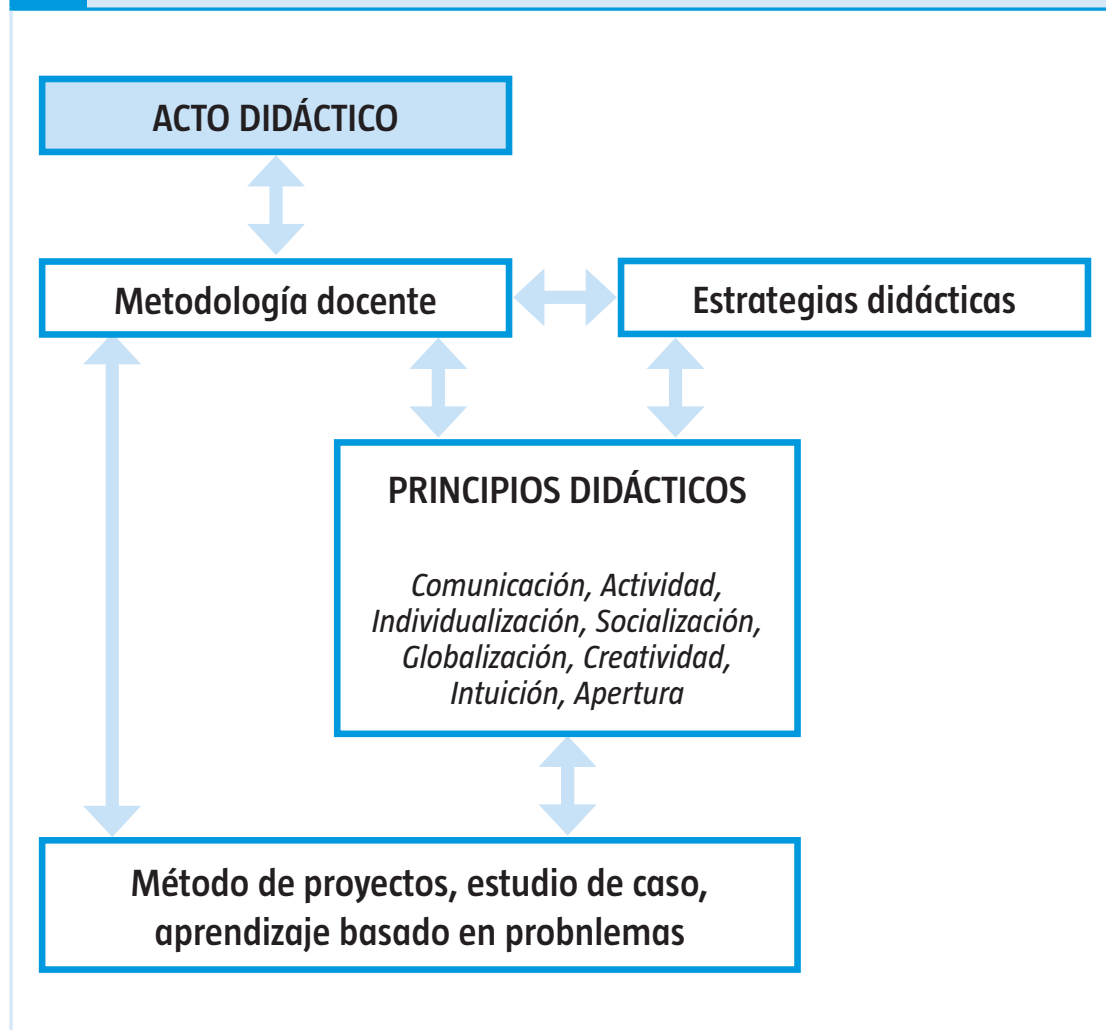 ACTO DIDÁCTICO
Metodología docente
Estrategias didácticas
PRINCIPIOS DIDÁCTICOS
Comunicación, Actividad,
Individualización, Socialización,
Globalización, Creatividad,
Intuición, Apertura
Método de proyectos, estudio de caso,
aprendizaje basado en probnlemas